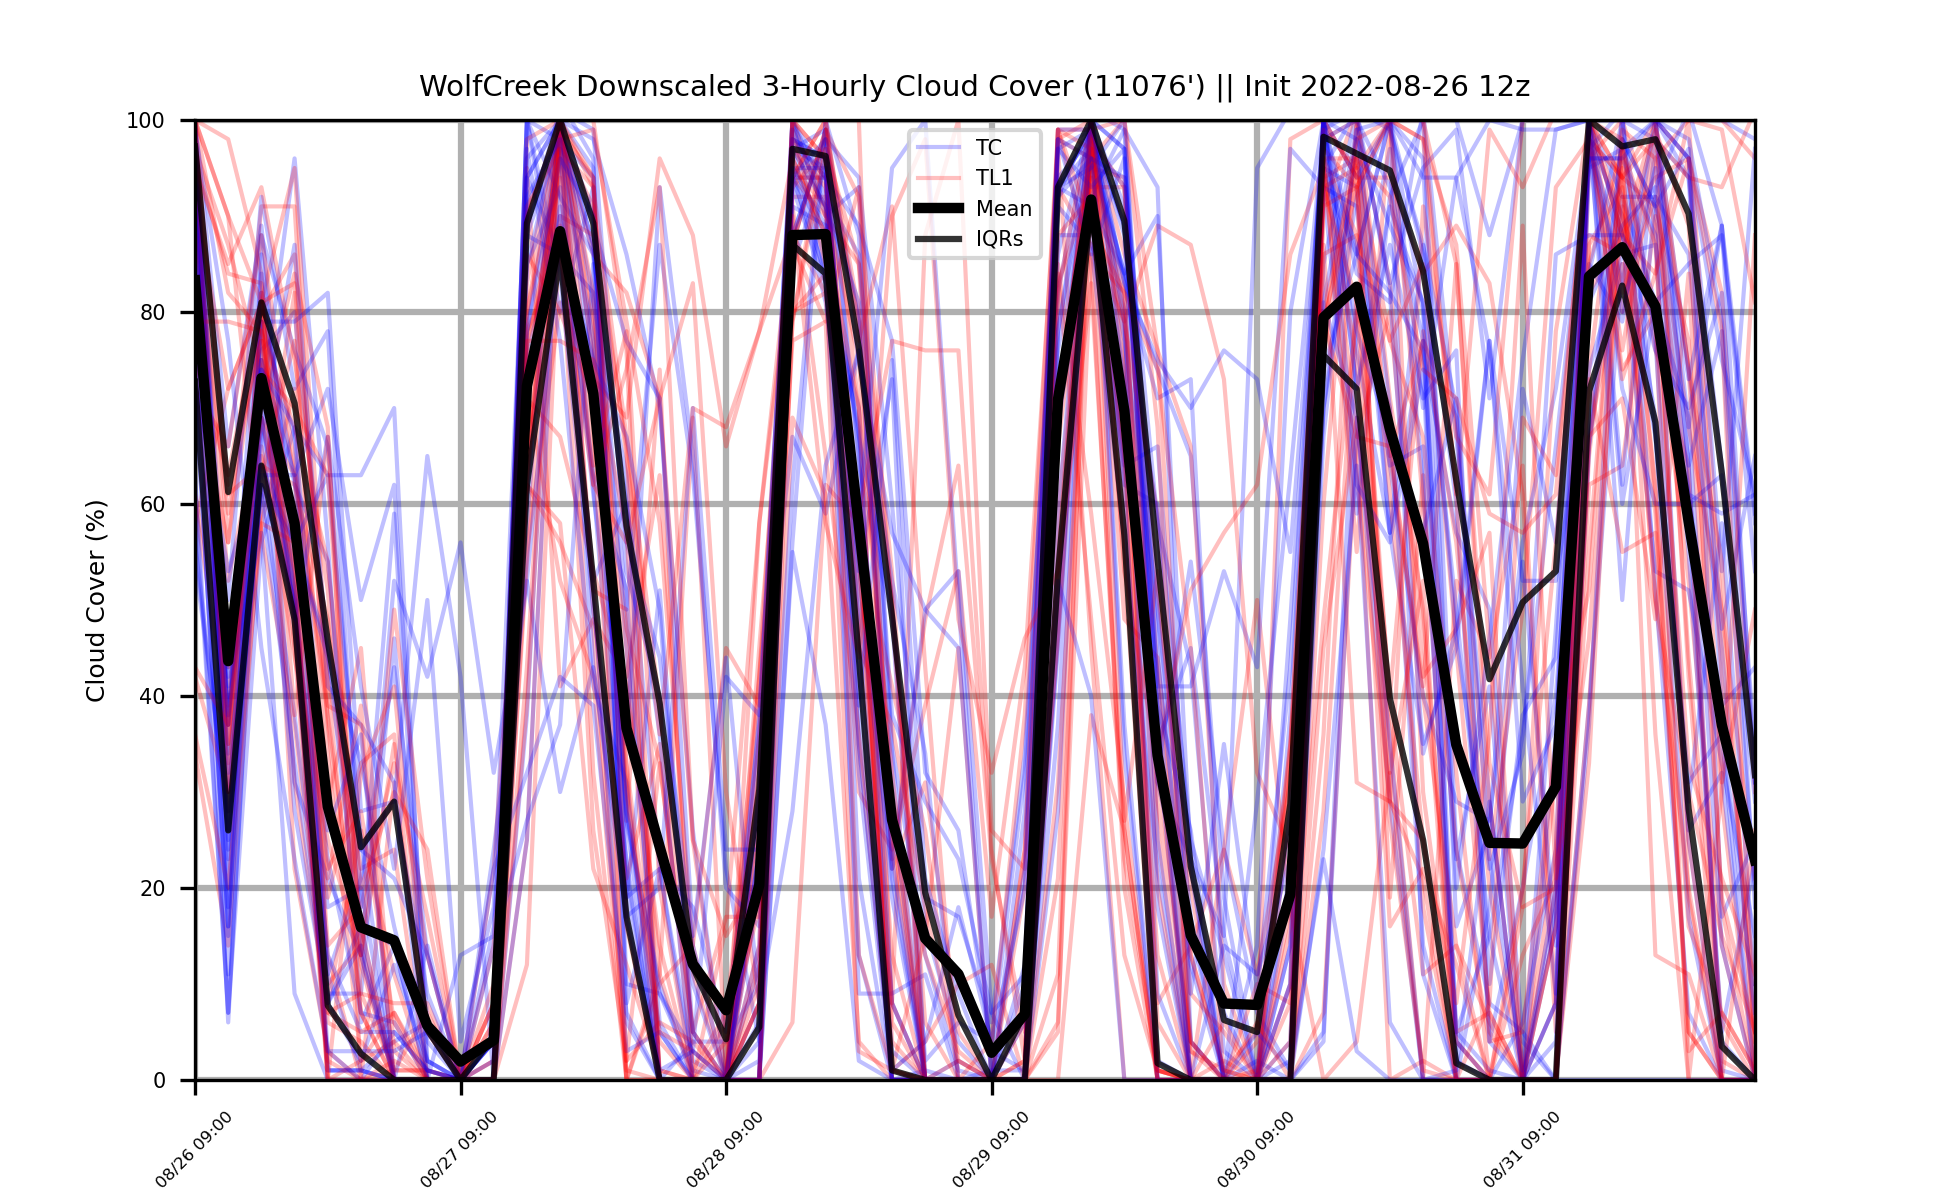 WolfCreek Downscaled 3-Hourly Cloud Cover (11076') || Init 2022-08-26 12z
Cloud Cover (%)
100
80
60
40
20
0
TC
TL1
Mean
IQRs
08/26 09:00
08/27 09:00
08/28 09:00
08/29 09:00
08/30 09:00
08/31 09:00